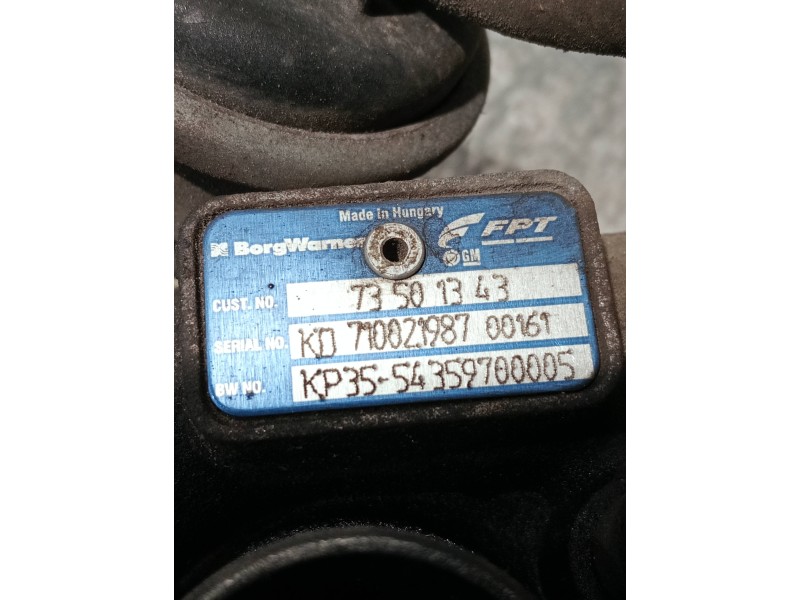 Made in Hungary
BorgWarner FPT
GM
CUST. NO. 73 50 13 43
SERIAL NO. KD 710021987 00161
BW NO. KP35-54359700005